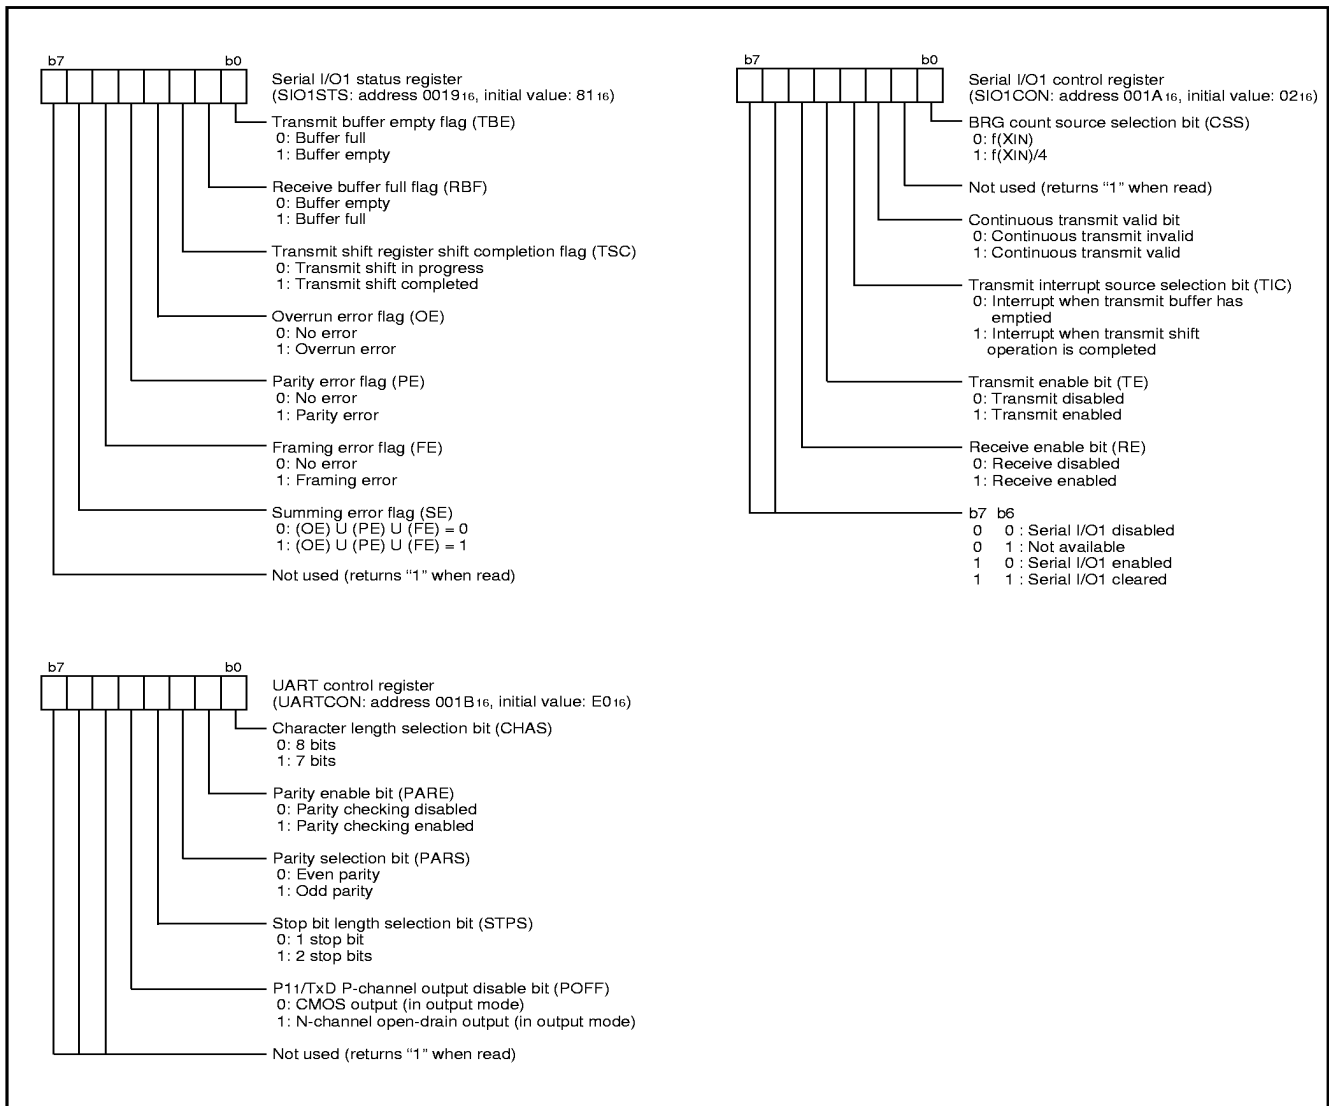 b7 b0
Serial I/O1 status register
(SIO1STS: address 0019₁₆, initial value: 81₁₆)
Transmit buffer empty flag (TBE)
0: Buffer full
1: Buffer empty
Receive buffer full flag (RBF)
0: Buffer empty
1: Buffer full
Transmit shift register shift completion flag (TSC)
0: Transmit shift in progress
1: Transmit shift completed
Overrun error flag (OE)
0: No error
1: Overrun error
Parity error flag (PE)
0: No error
1: Parity error
Framing error flag (FE)
0: No error
1: Framing error
Summing error flag (SE)
0: (OE) U (PE) U (FE) = 0
1: (OE) U (PE) U (FE) = 1
Not used (returns “1” when read)
b7 b0
Serial I/O1 control register
(SIO1CON: address 001A₁₆, initial value: 02₁₆)
BRG count source selection bit (CSS)
0: f(XIN)
1: f(XIN)/4
Not used (returns “1” when read)
Continuous transmit valid bit
0: Continuous transmit invalid
1: Continuous transmit valid
Transmit interrupt source selection bit (TIC)
0: Interrupt when transmit buffer has
emptied
1: Interrupt when transmit shift
operation is completed
Transmit enable bit (TE)
0: Transmit disabled
1: Transmit enabled
Receive enable bit (RE)
0: Receive disabled
1: Receive enabled
b7 b6
0 0 : Serial I/O1 disabled
0 1 : Not available
1 0 : Serial I/O1 enabled
1 1 : Serial I/O1 cleared
b7 b0
UART control register
(UARTCON: address 001B₁₆, initial value: E0₁₆)
Character length selection bit (CHAS)
0: 8 bits
1: 7 bits
Parity enable bit (PARE)
0: Parity checking disabled
1: Parity checking enabled
Parity selection bit (PARS)
0: Even parity
1: Odd parity
Stop bit length selection bit (STPS)
0: 1 stop bit
1: 2 stop bits
P11/TxD P-channel output disable bit (POFF)
0: CMOS output (in output mode)
1: N-channel open-drain output (in output mode)
Not used (returns “1” when read)